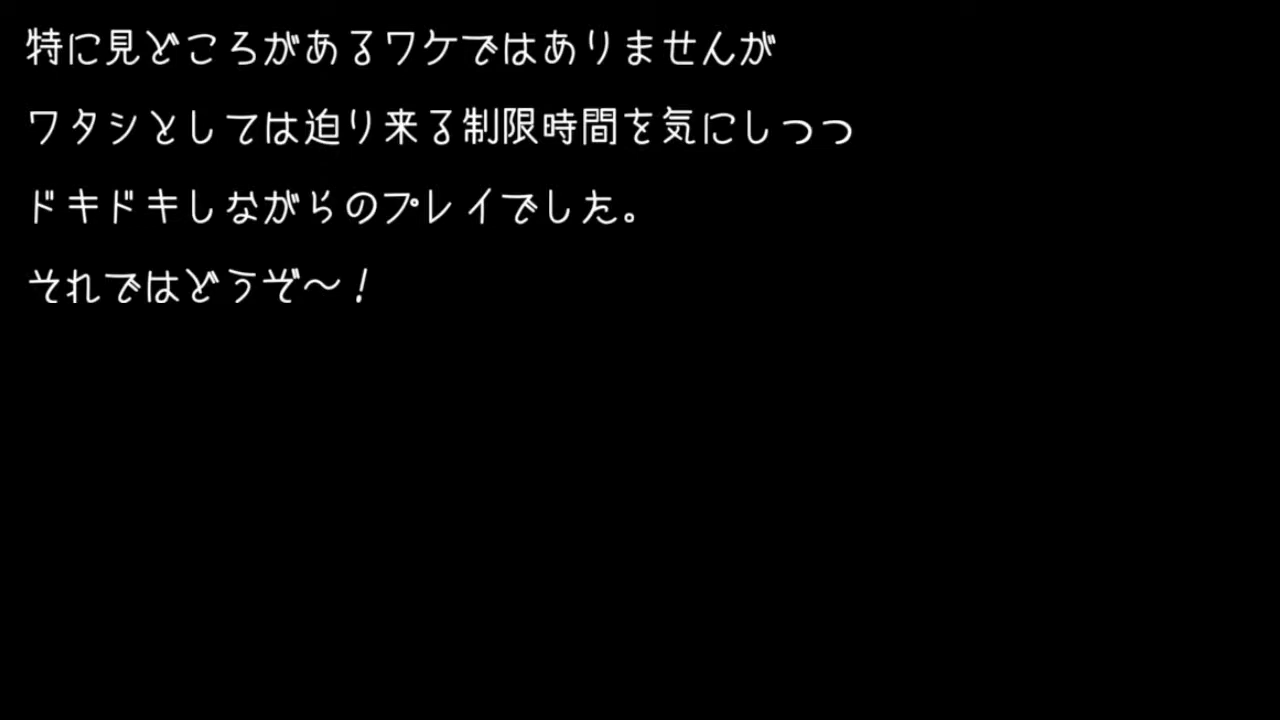 特に見どころがあるワケではありませんが
ワタシとしては迫り来る制限時間を気にしつつ
ドキドキしながらのプレイでした。
それではどうぞ～！